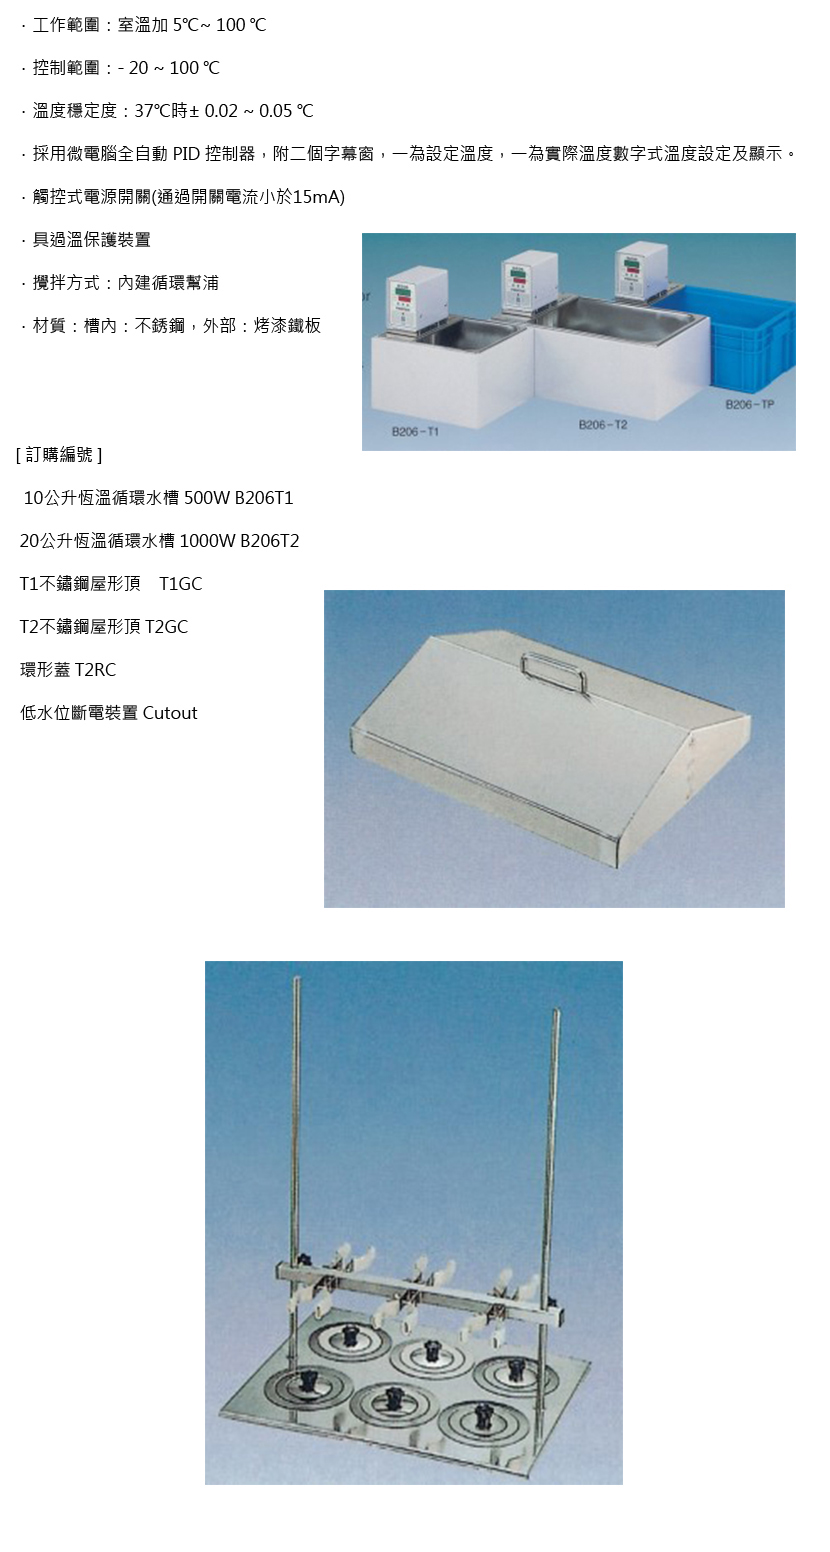 · 工作範圍：室溫加 5℃~ 100 ℃
· 控制範圍：- 20 ~ 100 ℃
· 溫度穩定度：37℃時± 0.02 ~ 0.05 ℃
· 採用微電腦全自動 PID 控制器，附二個字幕窗，一為設定溫度，一為實際溫度數字式溫度設定及顯示。
· 觸控式電源開關(通過開關電流小於15mA)
· 具過溫保護裝置
· 攪拌方式：內建循環幫浦
· 材質：槽內：不銹鋼，外部：烤漆鐵板
B206-T1
B206-T2
B206-TP
[ 訂購編號 ]
10公升恆溫循環水槽 500W B206T1
20公升恆溫循環水槽 1000W B206T2
T1不鏽鋼屋形頂 T1GC
T2不鏽鋼屋形頂 T2GC
環形蓋 T2RC
低水位斷電裝置 Cutout